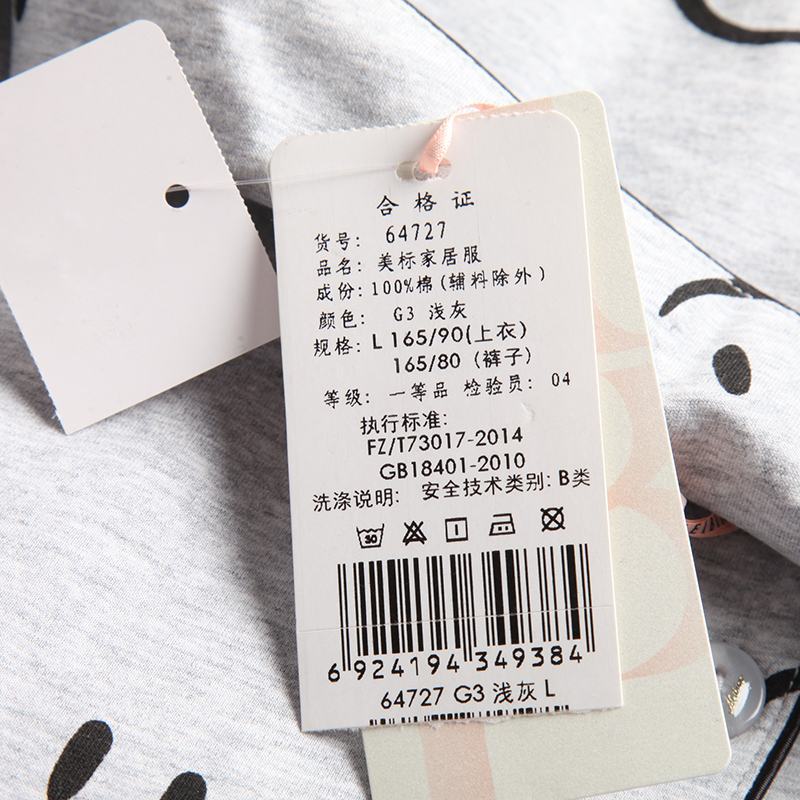 合格证
货号: 64727
品名: 美标家居服
成份: 100%棉(辅料除外)
颜色: G3 浅灰
规格: L 165/90(上衣)
165/80 (裤子)
等级: 一等品 检验员: 04
执行标准:
FZ/T73017-2014
GB18401-2010
洗涤说明: 安全技术类别: B类
30
6 924194 349384
64727 G3 浅灰 L